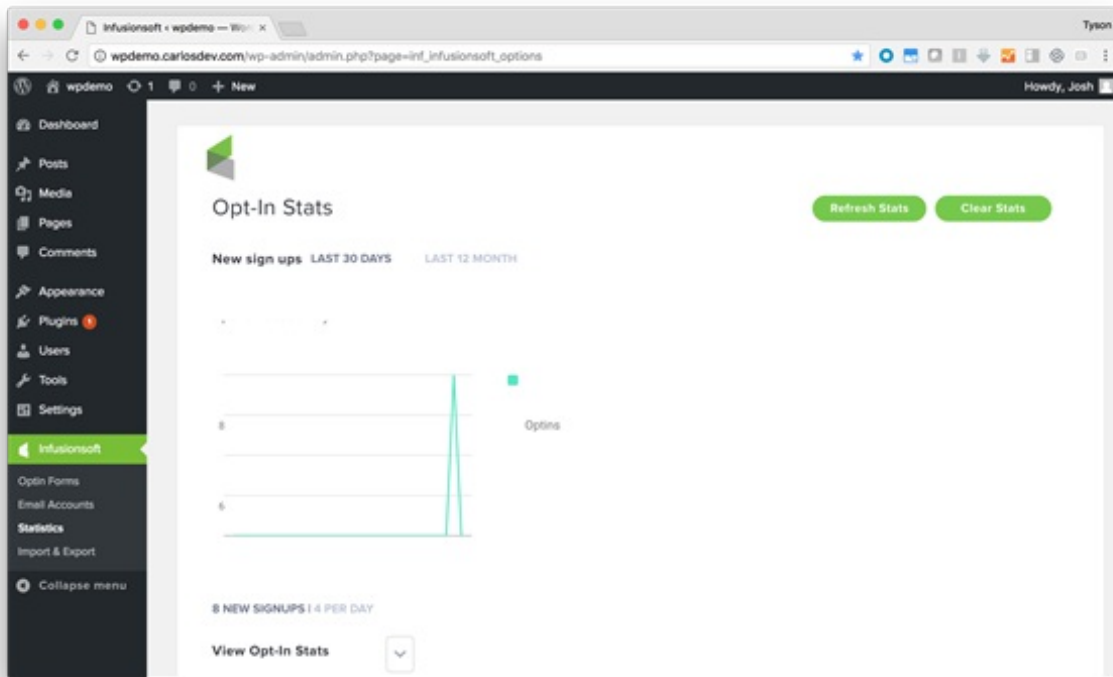 Infusionsoft ‹ wpdemo — Wor
Tyson
wpdemo.carlosdev.com/wp-admin/admin.php?page=inf_infusionsoft_options
wpdemo 1 0 + New
Howdy, Josh
Dashboard
Posts
Media
Pages
Comments
Appearance
Plugins 1
Users
Tools
Settings
Infusionsoft
Optin Forms
Email Accounts
Statistics
Import & Export
Collapse menu
Opt-In Stats
Refresh Stats
Clear Stats
New sign ups LAST 30 DAYS LAST 12 MONTH
8
Optins
6
8 NEW SIGNUPS | 4 PER DAY
View Opt-In Stats